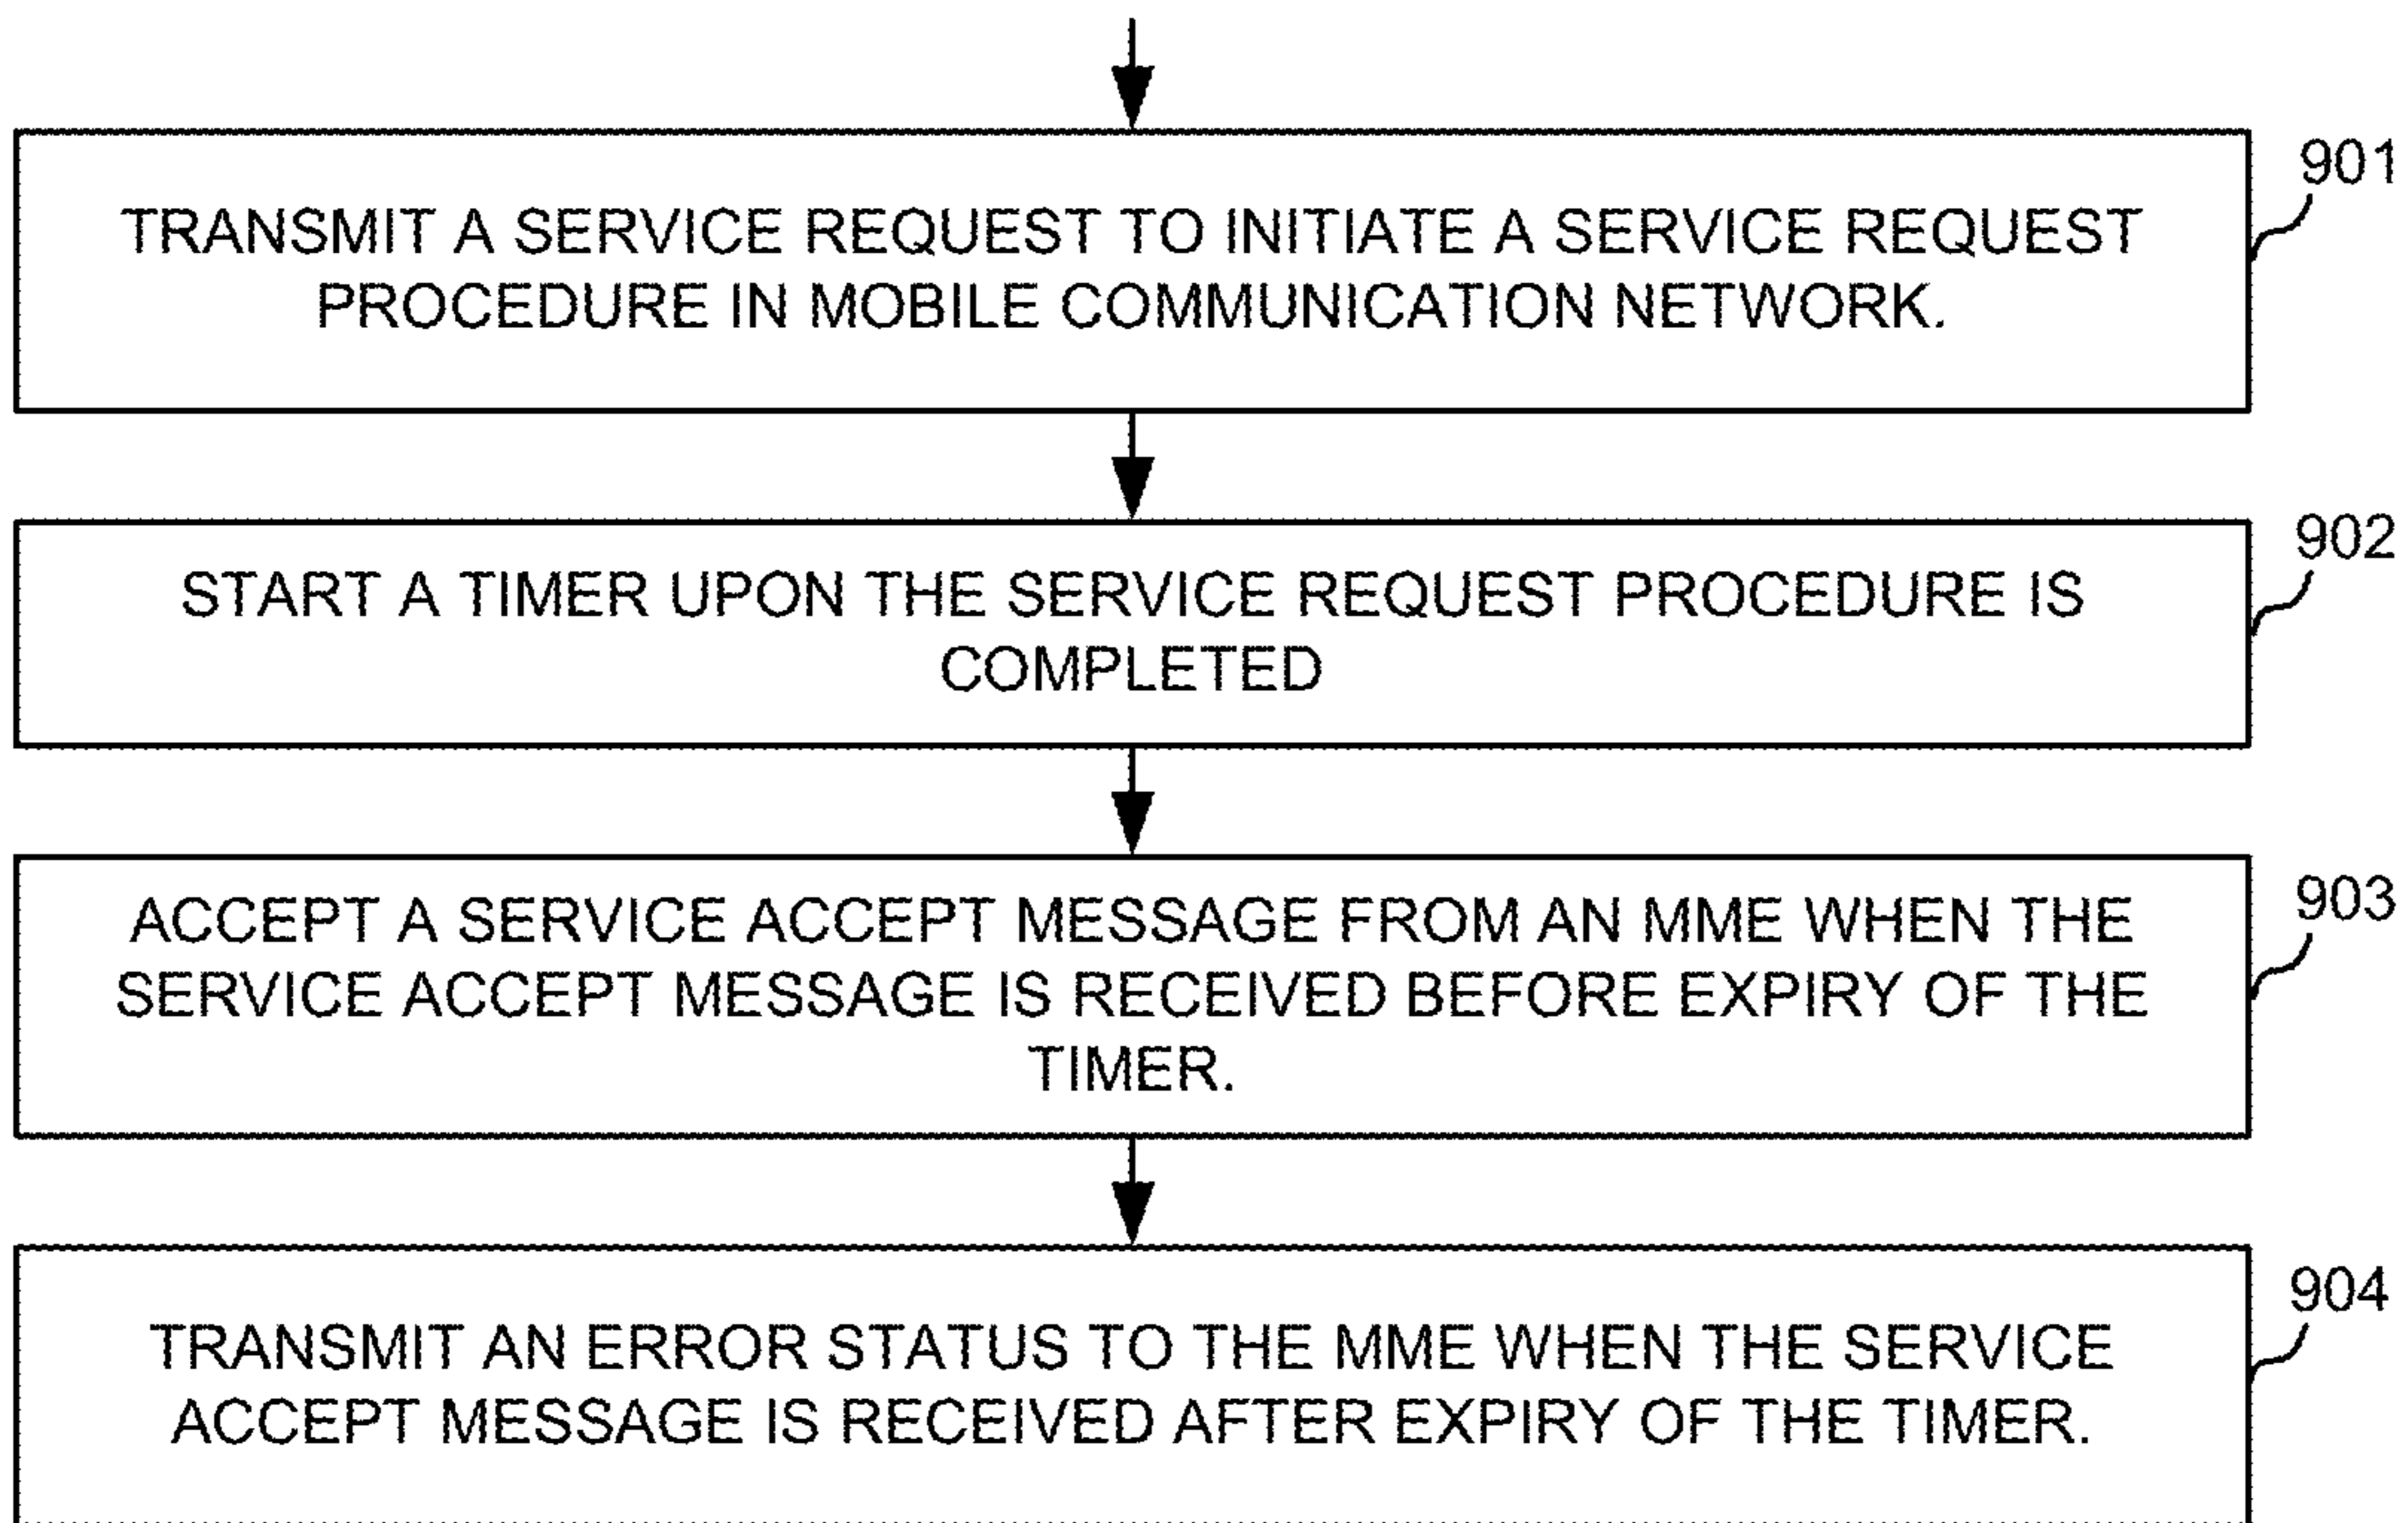 901
TRANSMIT A SERVICE REQUEST TO INITIATE A SERVICE REQUEST
PROCEDURE IN MOBILE COMMUNICATION NETWORK.
902
START A TIMER UPON THE SERVICE REQUEST PROCEDURE IS
COMPLETED
903
ACCEPT A SERVICE ACCEPT MESSAGE FROM AN MME WHEN THE
SERVICE ACCEPT MESSAGE IS RECEIVED BEFORE EXPIRY OF THE
TIMER.
904
TRANSMIT AN ERROR STATUS TO THE MME WHEN THE SERVICE
ACCEPT MESSAGE IS RECEIVED AFTER EXPIRY OF THE TIMER.